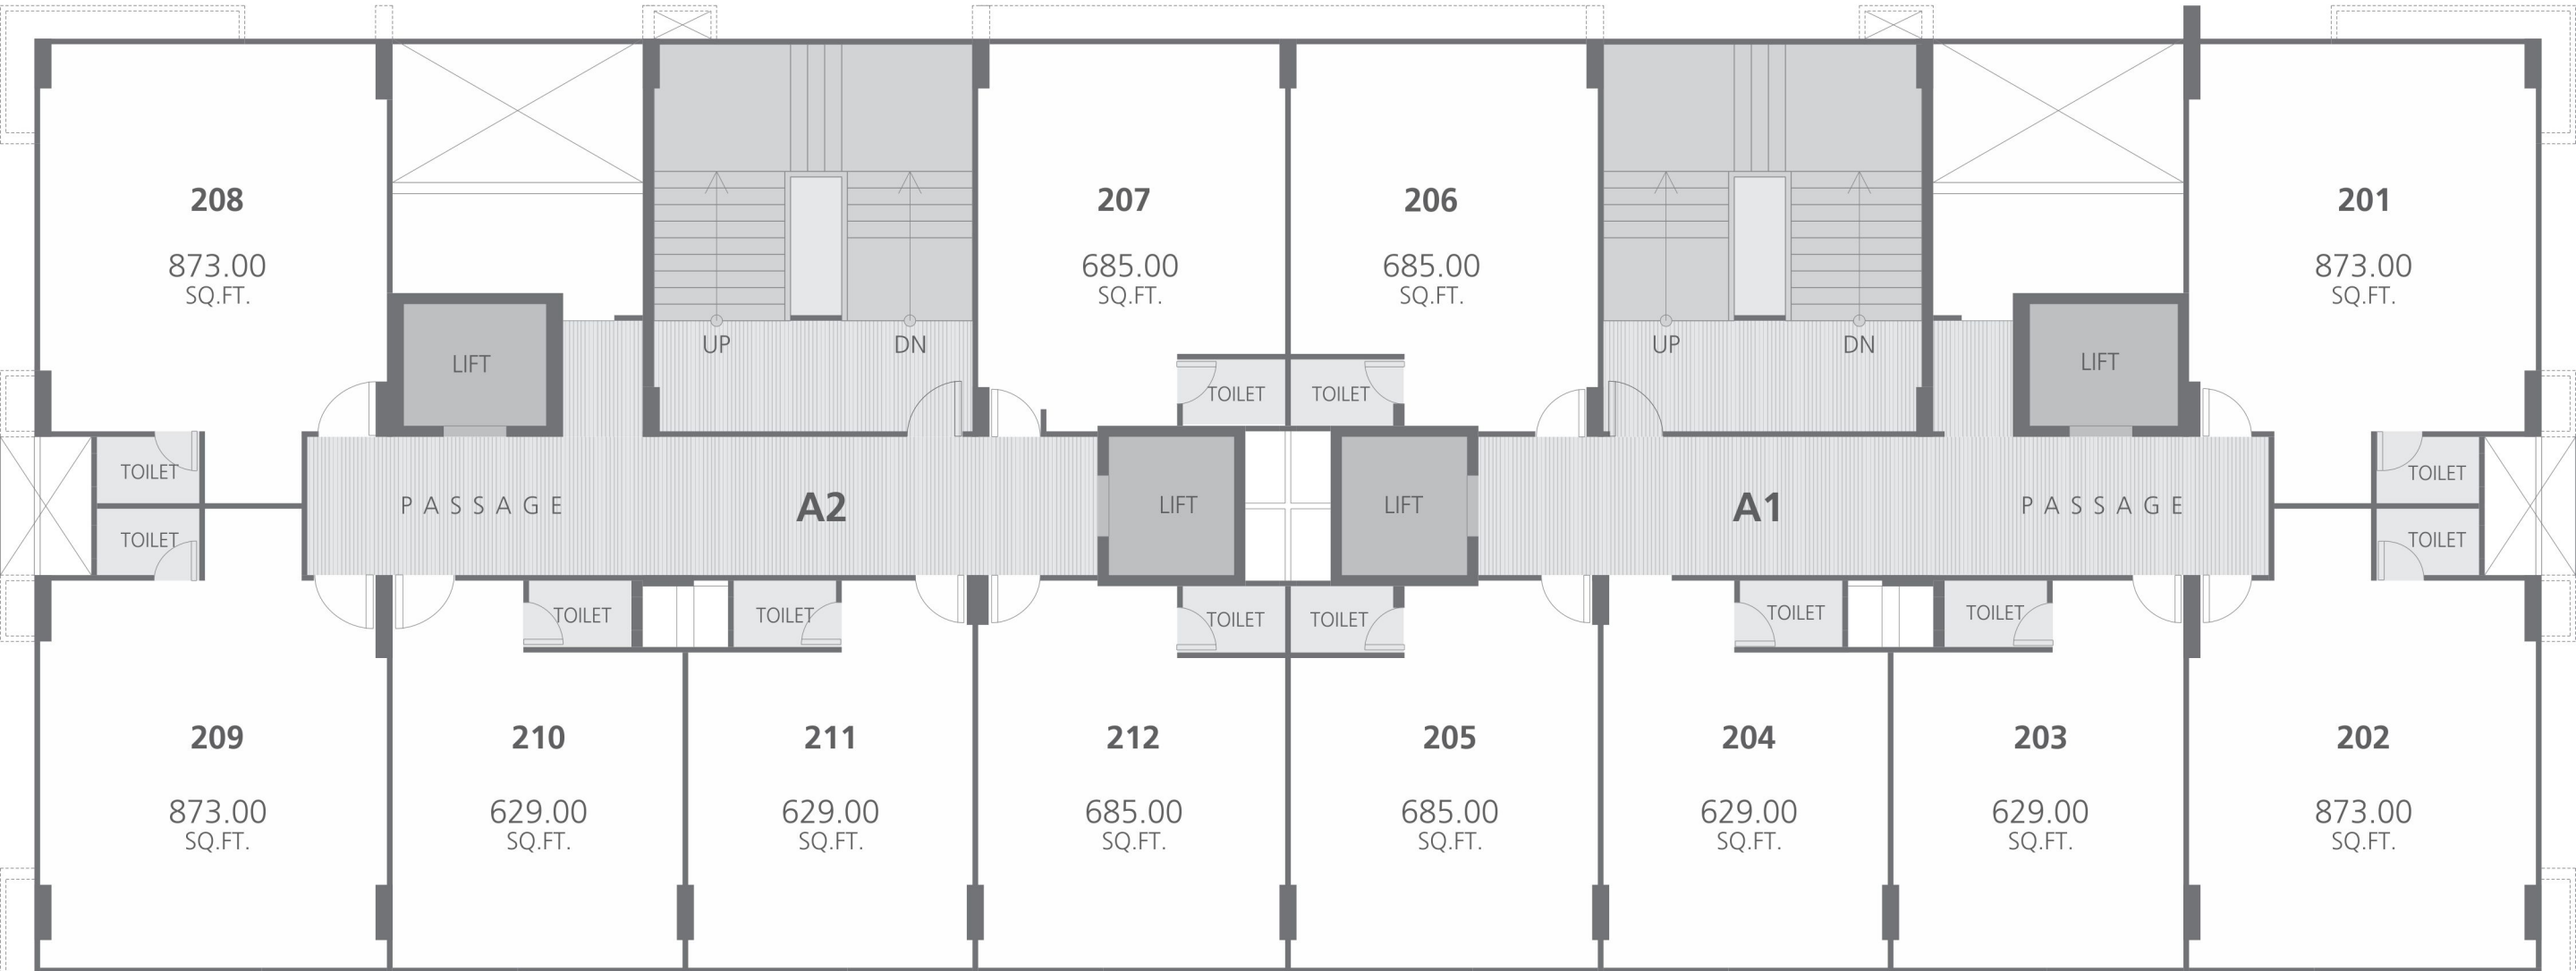 208
873.00
SQ.FT.
207
685.00
SQ.FT.
206
685.00
SQ.FT.
201
873.00
SQ.FT.
LIFT
UP
DN
UP
DN
LIFT
TOILET
TOILET
TOILET
TOILET
PASSAGE
A2
LIFT
LIFT
A1
PASSAGE
TOILET
TOILET
TOILET
TOILET
TOILET
TOILET
TOILET
TOILET
209
873.00
SQ.FT.
210
629.00
SQ.FT.
211
629.00
SQ.FT.
212
685.00
SQ.FT.
205
685.00
SQ.FT.
204
629.00
SQ.FT.
203
629.00
SQ.FT.
202
873.00
SQ.FT.